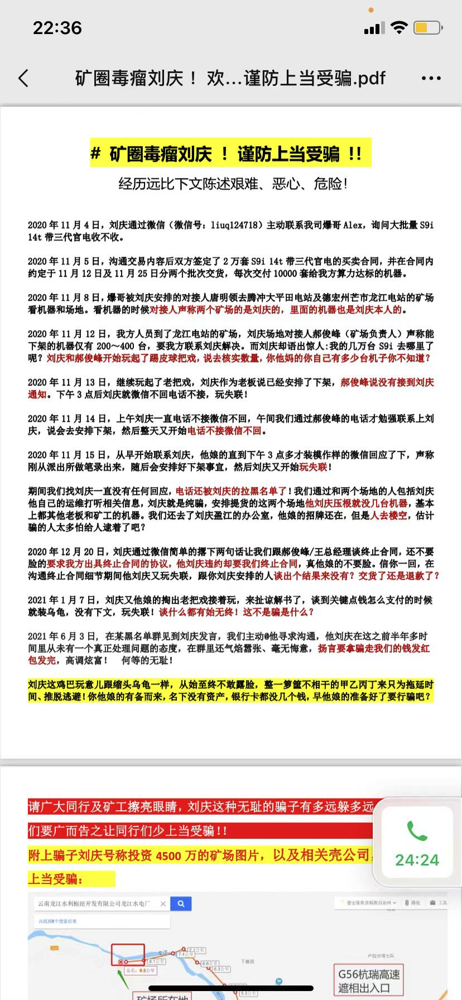 22:36
矿圈毒瘤刘庆！欢...谨防上当受骗.pdf
# 矿圈毒瘤刘庆 ！谨防上当受骗 !!
经历远比下文陈述艰难、恶心、危险!
2020 年 11 月 4 日，刘庆通过微信（微信号：liuq124718）主动联系我司爆哥 Alex，询问大批量 S9i
14t 带三代官电收不收。
2020 年 11 月 5 日，沟通交易内容后双方签定了 2 万套 S9i 14t 带三代官电的买卖合同，并在合同内
约定于 11 月 12 日及 11 月 25 日分两个批次交货，每次交付 10000 套给我方算力达标的机器。
2020 年 11 月 8 日，爆哥被刘庆安排的对接人唐明领去腾冲大平田电站及德宏州芒市龙江电站的矿场
看机器和场地。看机器的时候对接人声称两个矿场的是刘庆的，里面的机器也是刘庆本人的。
2020 年 11 月 12 日，我方人员到了龙江电站的矿场，刘庆场地对接人郝俊峰（矿场负责人）声称能
下架的机器仅有 200～400 台，要我方联系刘庆解决。而刘庆却语出惊人:我的几万台 S9i 去哪里了
呢？刘庆和郝俊峰开始玩起了踢皮球把戏，说去核实数量，你他妈的你自己有多少台机子你不知道？
2020 年 11 月 13 日，继续玩起了老把戏，刘庆作为老板说已经安排了下架，郝俊峰说没有接到刘庆
通知。下午 3 点后刘庆就微信不回电话不接，玩失联！
2020 年 11 月 14 日，上午刘庆一直电话不接微信不回，午间我们通过郝俊峰的电话才勉强联系上刘
庆，说会去安排下架，然后整天又开始电话不接微信不回。
2020 年 11 月 15 日，从早开始联系刘庆，他娘的直到下午 3 点多才装模作样的微信回应了下，声称
刚从派出所做笔录出来，随后会安排好下架事宜，然后刘庆又开始玩失联！
期间我们找刘庆一直没有任何回应，电话还被刘庆的拉黑名单了！我们通过和两个场地的人包括刘庆
他自己的运维打听相关信息，刘庆就是纯骗，安排提货的这两个场地他刘庆压根就没几台机器，基本
上都其他老板和矿工的机器。我们还去了刘庆盈江的办公室，他娘的招牌还在，但是人去楼空，估计
骗的人太多怕给人逮着了吧？
2020 年 12 月 20 日，刘庆通过微信简单的撂下两句话让我们跟郝俊峰/王总经理谈终止合同，还不要
脸的要求我方出具终止合同的协议，他刘庆违约却要我们终止合同，真他娘的不要脸。信你一回，在
沟通终止合同细节期间他刘庆又玩失联，跟你刘庆安排的人谈出个结果来没有？交货了还是退款了？
2021 年 1 月 7 日，刘庆又他娘的掏出老把戏接着玩，来扯谅解书了，谈到关键点钱怎么支付的时候
就装乌龟，没有下文，玩失联！谈什么都有始无终！这不是骗是什么？
2021 年 6 月 3 日，在某黑名单群见到刘庆发言，我们主动@他寻求沟通，他刘庆在这之前半年多时
间里从未有一个真正处理问题的态度，在群里还气焰嚣张、毫无悔意，扬言要拿骗走我们的钱发红
包发完，高调炫富！ 何等的无耻！
刘庆这鸡巴玩意儿跟缩头乌龟一样，从始至终不敢露脸，整一箩筐不相干的甲乙丙丁来只为拖延时
间、推脱逃避！你他娘的有备而来，名下没有资产，银行卡都没几个钱，早他娘的准备好了要行骗吧？
请广大同行及矿工擦亮眼睛，刘庆这种无耻的骗子有多远躲多远
们要广而告之让同行们少上当受骗!!
附上骗子刘庆号称投资 4500 万的矿场图片，以及相关壳公司
上当受骗：
24:24
云南龙江水利枢纽开发有限公司龙江水电厂
德宏傣族景颇族自治州 路况 工具
共找到8个搜索结果
龙江
7.1公里
7.4公里
8.1公里
6.6公里
6.3公里
总长：8.5公里
下蔴洞
户拉分场七队
G56杭瑞高速
遮相出入口
5.3公里
矿场所在地